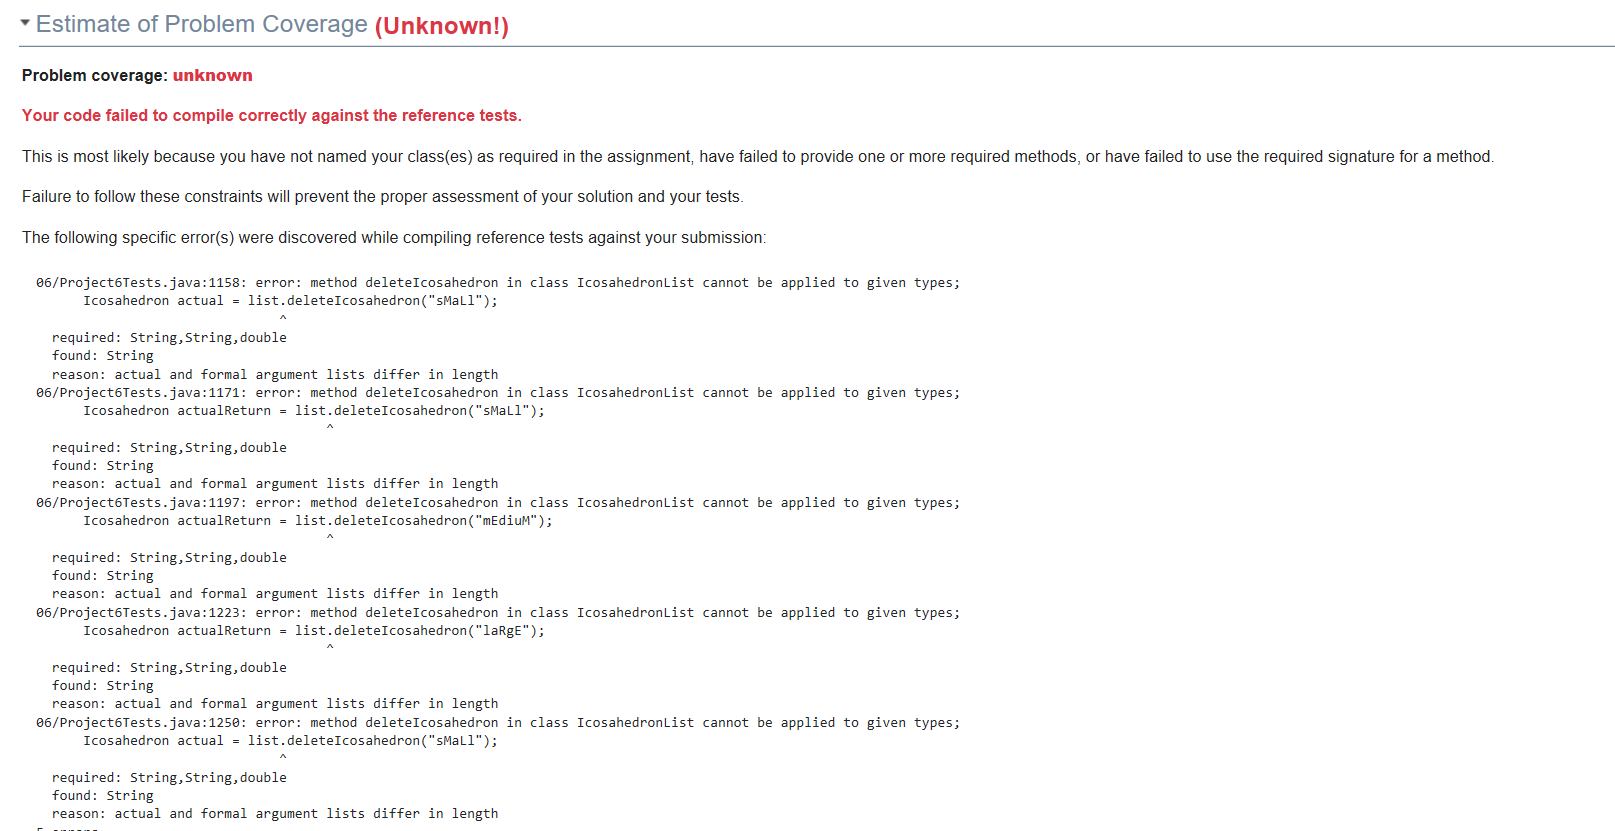 Estimate of Problem Coverage (Unknown!)
Problem coverage: unknown
Your code failed to compile correctly against the reference tests.
This is most likely because you have not named your class(es) as required in the assignment, have failed to provide one or more required methods, or have failed to use the required signature for a method.
Failure to follow these constraints will prevent the proper assessment of your solution and your tests.
The following specific error(s) were discovered while compiling reference tests against your submission:
06/Project6Tests.java:1158: error: method deleteIcosahedron in class IcosahedronList cannot be applied to given types;
Icosahedron actual = list.deleteIcosahedron("sMaLl");
^
required: String,String,double
found: String
reason: actual and formal argument lists differ in length
06/Project6Tests.java:1171: error: method deleteIcosahedron in class IcosahedronList cannot be applied to given types;
Icosahedron actualReturn = list.deleteIcosahedron("sMaLl");
^
required: String,String,double
found: String
reason: actual and formal argument lists differ in length
06/Project6Tests.java:1197: error: method deleteIcosahedron in class IcosahedronList cannot be applied to given types;
Icosahedron actualReturn = list.deleteIcosahedron("mEdiuM");
^
required: String,String,double
found: String
reason: actual and formal argument lists differ in length
06/Project6Tests.java:1223: error: method deleteIcosahedron in class IcosahedronList cannot be applied to given types;
Icosahedron actualReturn = list.deleteIcosahedron("laRgE");
^
required: String,String,double
found: String
reason: actual and formal argument lists differ in length
06/Project6Tests.java:1250: error: method deleteIcosahedron in class IcosahedronList cannot be applied to given types;
Icosahedron actual = list.deleteIcosahedron("sMaLl");
^
required: String,String,double
found: String
reason: actual and formal argument lists differ in length